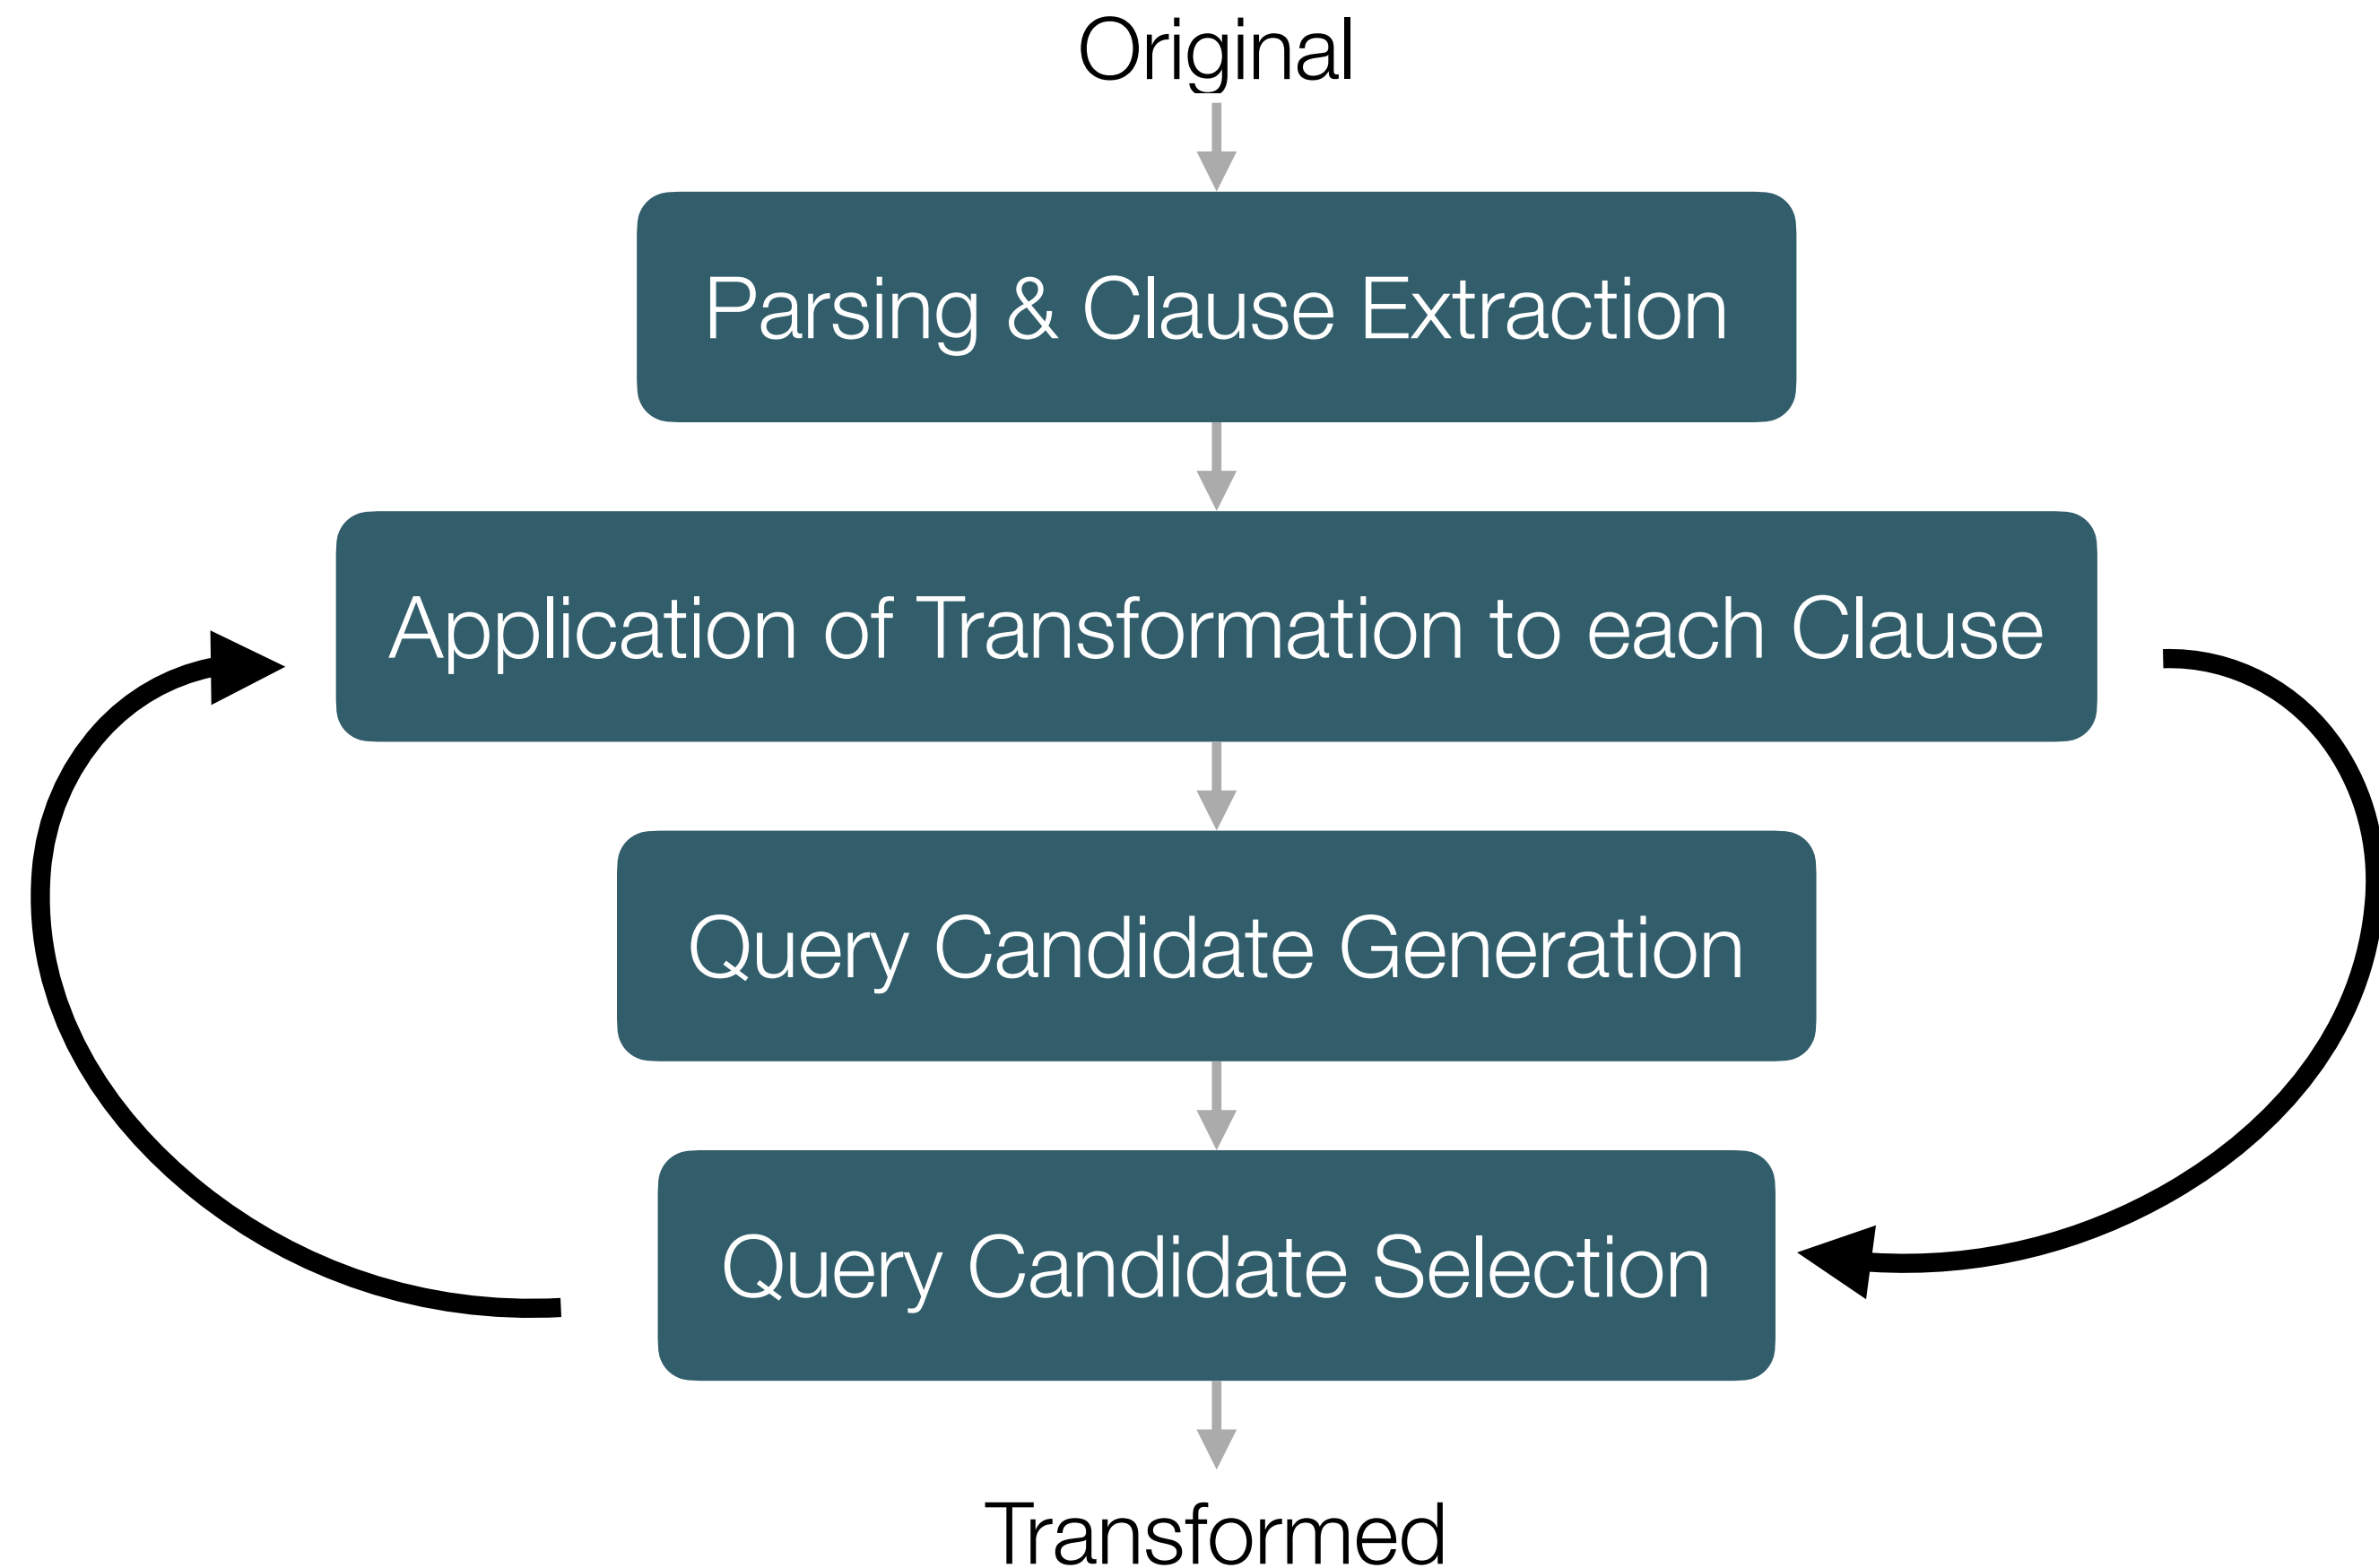 Original
Parsing & Clause Extraction
Application of Transformation to each Clause
Query Candidate Generation
Query Candidate Selection
Transformed